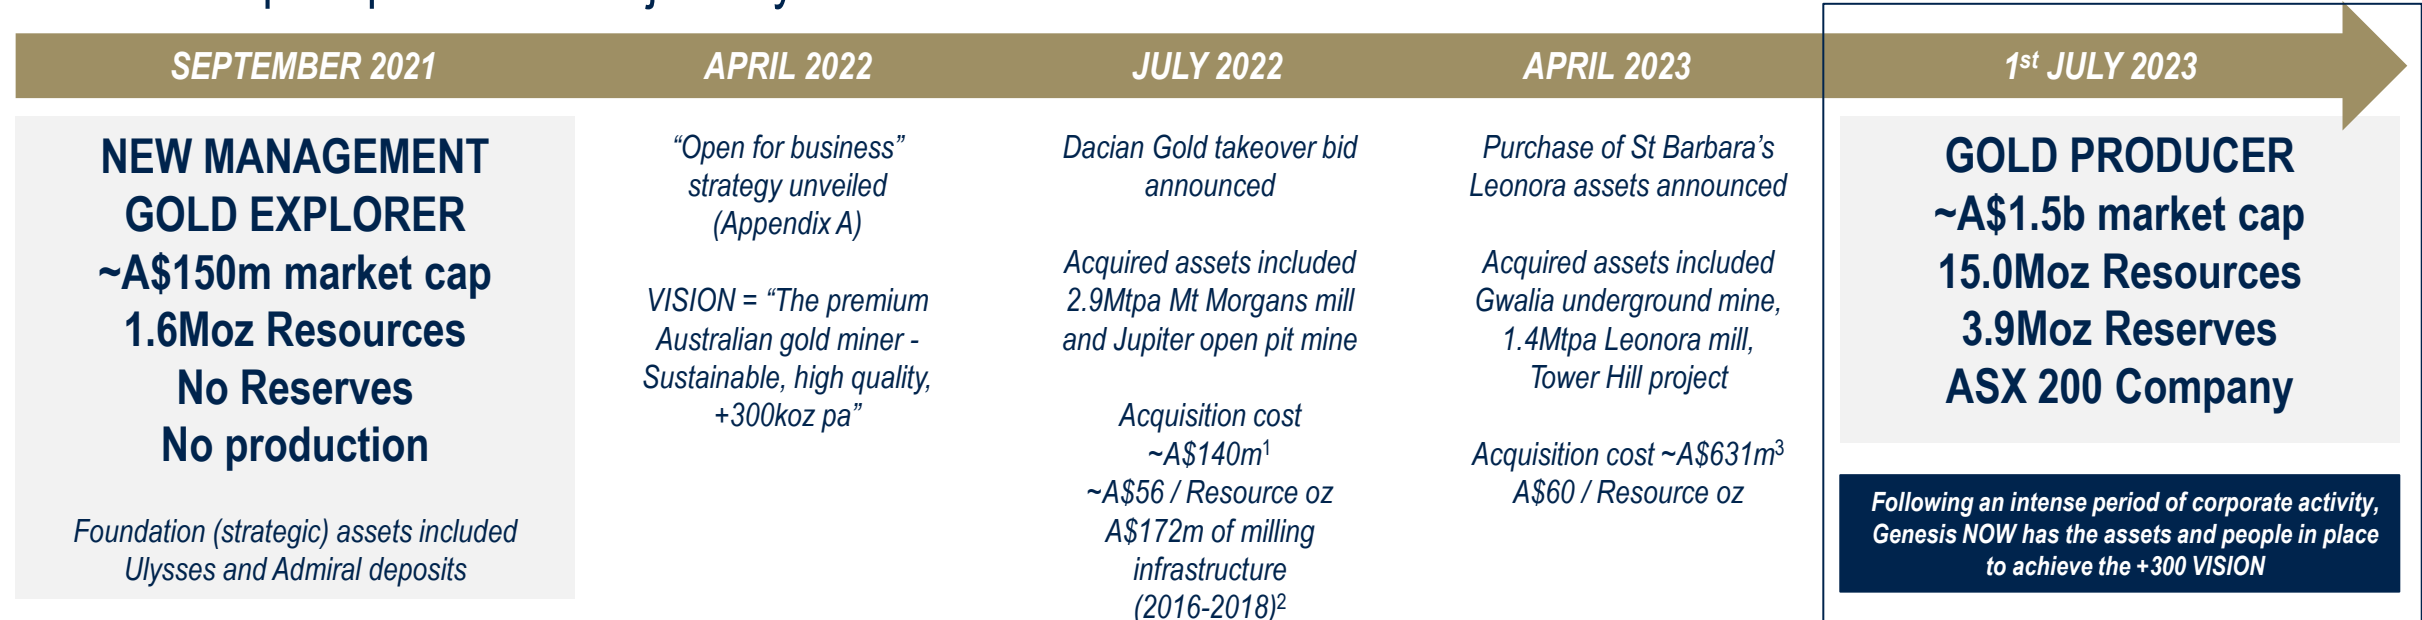 SEPTEMBER 2021
APRIL 2022
JULY 2022
APRIL 2023
1st JULY 2023
NEW MANAGEMENT
GOLD EXPLORER
~A$150m market cap
1.6Moz Resources
No Reserves
No production
Foundation (strategic) assets included
Ulysses and Admiral deposits
“Open for business”
strategy unveiled
(Appendix A)
VISION = “The premium
Australian gold miner -
Sustainable, high quality,
+300koz pa”
Dacian Gold takeover bid
announced
Acquired assets included
2.9Mtpa Mt Morgans mill
and Jupiter open pit mine
Acquisition cost
~A$140m1
~A$56 / Resource oz
A$172m of milling
infrastructure
(2016-2018)2
Purchase of St Barbara’s
Leonora assets announced
Acquired assets included
Gwalia underground mine,
1.4Mtpa Leonora mill,
Tower Hill project
Acquisition cost ~A$631m3
A$60 / Resource oz
GOLD PRODUCER
~A$1.5b market cap
15.0Moz Resources
3.9Moz Reserves
ASX 200 Company
Following an intense period of corporate activity,
Genesis NOW has the assets and people in place
to achieve the +300 VISION